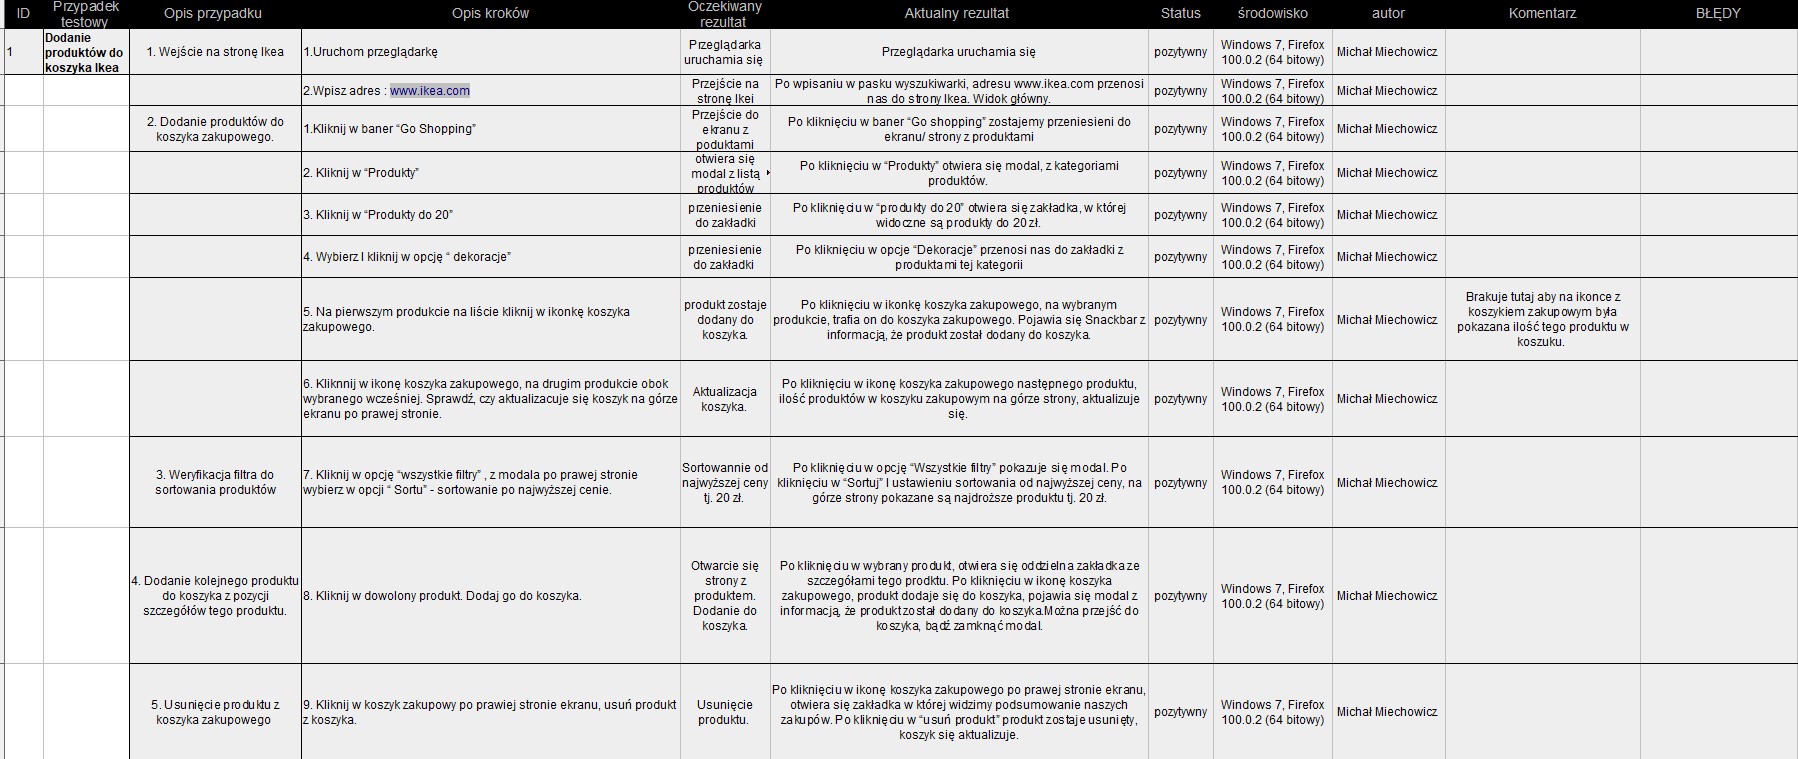 ID
Przypadek
testowy
Opis przypadku
Opis kroków
Oczekiwany
rezultat
Aktualny rezultat
Status
środowisko
autor
Komentarz
BŁĘDY
1
Dodanie
produktów do
koszyka Ikea
1. Wejście na stronę Ikea
1.Uruchom przeglądarkę
Przeglądarka
uruchamia się
Przeglądarka uruchamia się
pozytywny
Windows 7, Firefox
100.0.2 (64 bitowy)
Michał Miechowicz
2.Wpisz adres : www.ikea.com
Przejście na
stronę Ikei
Po wpisaniu w pasku wyszukiwarki, adresu www.ikea.com przenosi
nas do strony Ikea. Widok główny.
pozytywny
Windows 7, Firefox
100.0.2 (64 bitowy)
Michał Miechowicz
2. Dodanie produktów do
koszyka zakupowego.
1.Kliknij w baner “Go Shopping”
Przejście do
ekranu z
poduktami
Po kliknięciu w baner “Go shopping” zostajemy przeniesieni do
ekranu/ strony z produktami
pozytywny
Windows 7, Firefox
100.0.2 (64 bitowy)
Michał Miechowicz
2. Kliknij w “Produkty”
otwiera się
modal z listą
produktów
Po kliknięciu w “Produkty” otwiera się modal, z kategoriami
produktów.
pozytywny
Windows 7, Firefox
100.0.2 (64 bitowy)
Michał Miechowicz
3. Kliknij w “Produkty do 20”
przeniesienie
do zakładki
Po kliknięciu w “produkty do 20” otwiera się zakładka, w której
widoczne są produkty do 20 zł.
pozytywny
Windows 7, Firefox
100.0.2 (64 bitowy)
Michał Miechowicz
4. Wybierz I kliknij w opcję “ dekoracje”
przeniesienie
do zakładki
Po kliknięciu w opcje “Dekoracje” przenosi nas do zakładki z
produktami tej kategorii
pozytywny
Windows 7, Firefox
100.0.2 (64 bitowy)
Michał Miechowicz
5. Na pierwszym produkcie na liście kliknij w ikonkę koszyka
zakupowego.
produkt zostaje
dodany do
koszyka.
Po kliknięciu w ikonkę koszyka zakupowego, na wybranym
produkcie, trafia on do koszyka zakupowego. Pojawia się Snackbar z
informacją, że produkt został dodany do koszyka.
pozytywny
Windows 7, Firefox
100.0.2 (64 bitowy)
Michał Miechowicz
Brakuje tutaj aby na ikonce z
koszykiem zakupowym była
pokazana ilość tego produktu w
koszuku.
6. Kliknnij w ikonę koszyka zakupowego, na drugim produkcie obok
wybranego wcześniej. Sprawdź, czy aktualizacuje się koszyk na górze
ekranu po prawej stronie.
Aktualizacja
koszyka.
Po kliknięciu w ikonę koszyka zakupowego następnego produktu,
ilość produktów w koszyku zakupowym na górze strony, aktualizuje
się.
pozytywny
Windows 7, Firefox
100.0.2 (64 bitowy)
Michał Miechowicz
3. Weryfikacja filtra do
sortowania produktów
7. Kliknij w opcję “wszystkie filtry” , z modala po prawej stronie
wybierz w opcji “ Sortu” - sortowanie po najwyższej cenie.
Sortowannie od
najwyższej ceny
tj. 20 zł.
Po kliknięciu w opcję “Wszystkie filtry” pokazuje się modal. Po
kliknięciu w “Sortuj” I ustawieniu sortowania od najwyższej ceny, na
górze strony pokazane są najdroższe produktu tj. 20 zł.
pozytywny
Windows 7, Firefox
100.0.2 (64 bitowy)
Michał Miechowicz
4. Dodanie kolejnego produktu
do koszyka z pozycji
szczegółów tego produktu.
8. Kliknij w dowolony produkt. Dodaj go do koszyka.
Otwarcie się
strony z
produktem.
Dodanie do
koszyka.
Po kliknięciu w wybrany produkt, otwiera się oddzielna zakładka ze
szczegółami tego prodktu. Po kliknięciu w ikonę koszyka
zakupowego, produkt dodaje się do koszyka, pojawia się modal z
informacją, że produkt został dodany do koszyka.Można przejść do
koszyka, bądź zamknąć modal.
pozytywny
Windows 7, Firefox
100.0.2 (64 bitowy)
Michał Miechowicz
5. Usunięcie produktu z
koszyka zakupowego
9. Kliknij w koszyk zakupowy po prawiej stronie ekranu, usuń produkt
z koszyka.
Usunięcie
produktu.
Po kliknięciu w ikonę koszyka zakupowego po prawej stronie ekranu,
otwiera się zakładka w której widzimy podsumowanie naszych
zakupów. Po kliknięciu w “usuń produkt” produkt zostaje usunięty,
koszyk się aktualizuje.
pozytywny
Windows 7, Firefox
100.0.2 (64 bitowy)
Michał Miechowicz